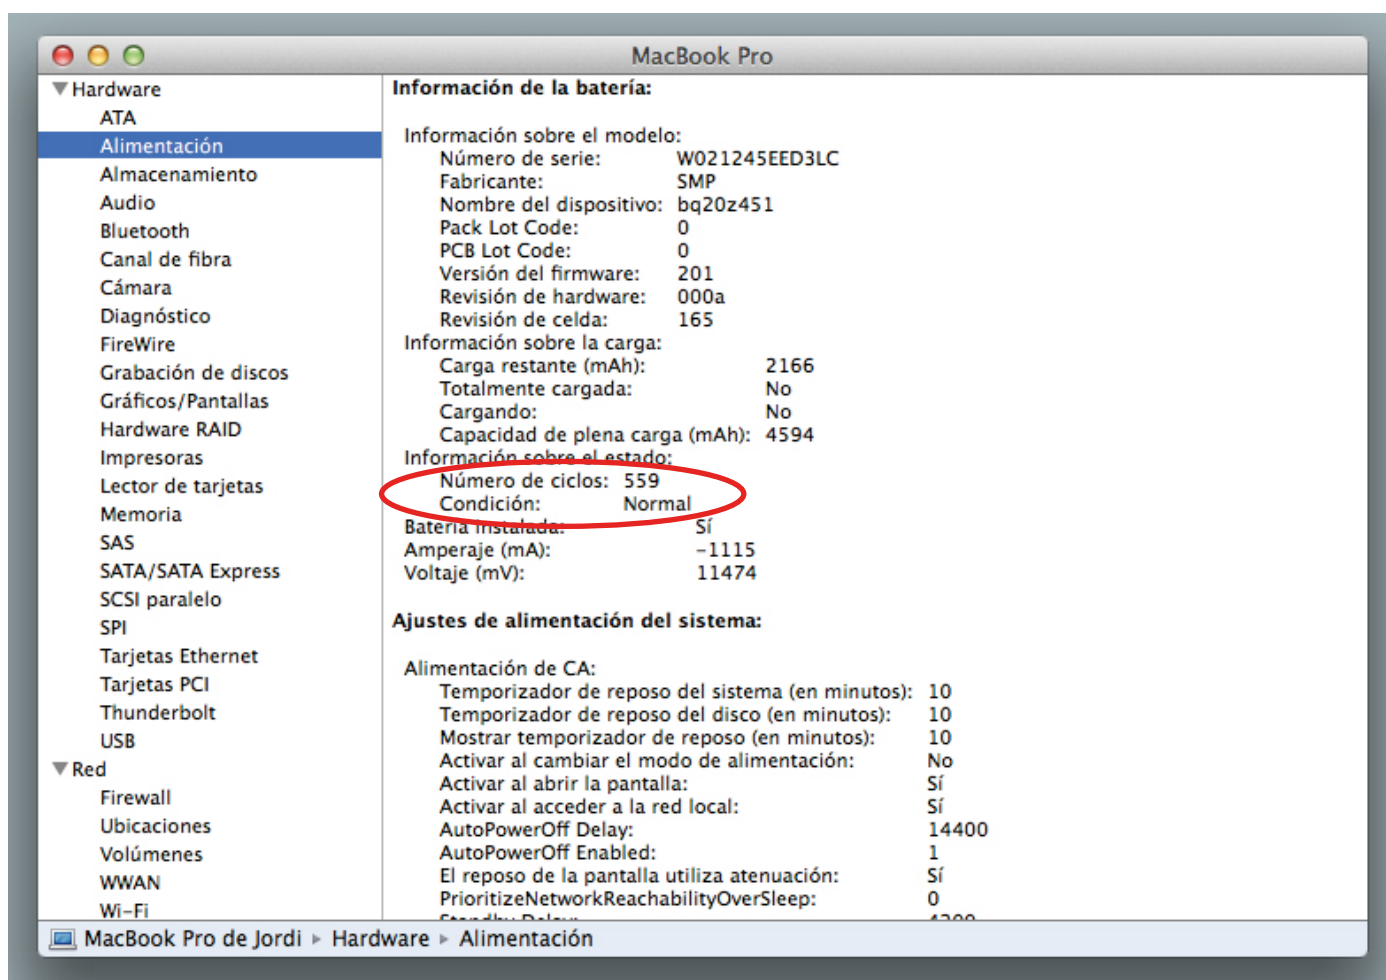 MacBook Pro
Hardware
ATA
Alimentación
Almacenamiento
Audio
Bluetooth
Canal de fibra
Cámara
Diagnóstico
FireWire
Grabación de discos
Gráficos/Pantallas
Hardware RAID
Impresoras
Lector de tarjetas
Memoria
SAS
SATA/SATA Express
SCSI paralelo
SPI
Tarjetas Ethernet
Tarjetas PCI
Thunderbolt
USB
Red
Firewall
Ubicaciones
Volúmenes
WWAN
Wi-Fi
Información de la batería:
Información sobre el modelo:
Número de serie: W021245EED3LC
Fabricante: SMP
Nombre del dispositivo: bq20z451
Pack Lot Code: 0
PCB Lot Code: 0
Versión del firmware: 201
Revisión de hardware: 000a
Revisión de celda: 165
Información sobre la carga:
Carga restante (mAh): 2166
Totalmente cargada: No
Cargando: No
Capacidad de plena carga (mAh): 4594
Información sobre el estado:
Número de ciclos: 559
Condición: Normal
Batería instalada: Sí
Amperaje (mA): -1115
Voltaje (mV): 11474
Ajustes de alimentación del sistema:
Alimentación de CA:
Temporizador de reposo del sistema (en minutos): 10
Temporizador de reposo del disco (en minutos): 10
Mostrar temporizador de reposo (en minutos): 10
Activar al cambiar el modo de alimentación: No
Activar al abrir la pantalla: Sí
Activar al acceder a la red local: Sí
AutoPowerOff Delay: 14400
AutoPowerOff Enabled: 1
El reposo de la pantalla utiliza atenuación: Sí
PrioritizeNetworkReachabilityOverSleep: 0
Standby Delay: 4200
MacBook Pro de Jordi ▸ Hardware ▸ Alimentación